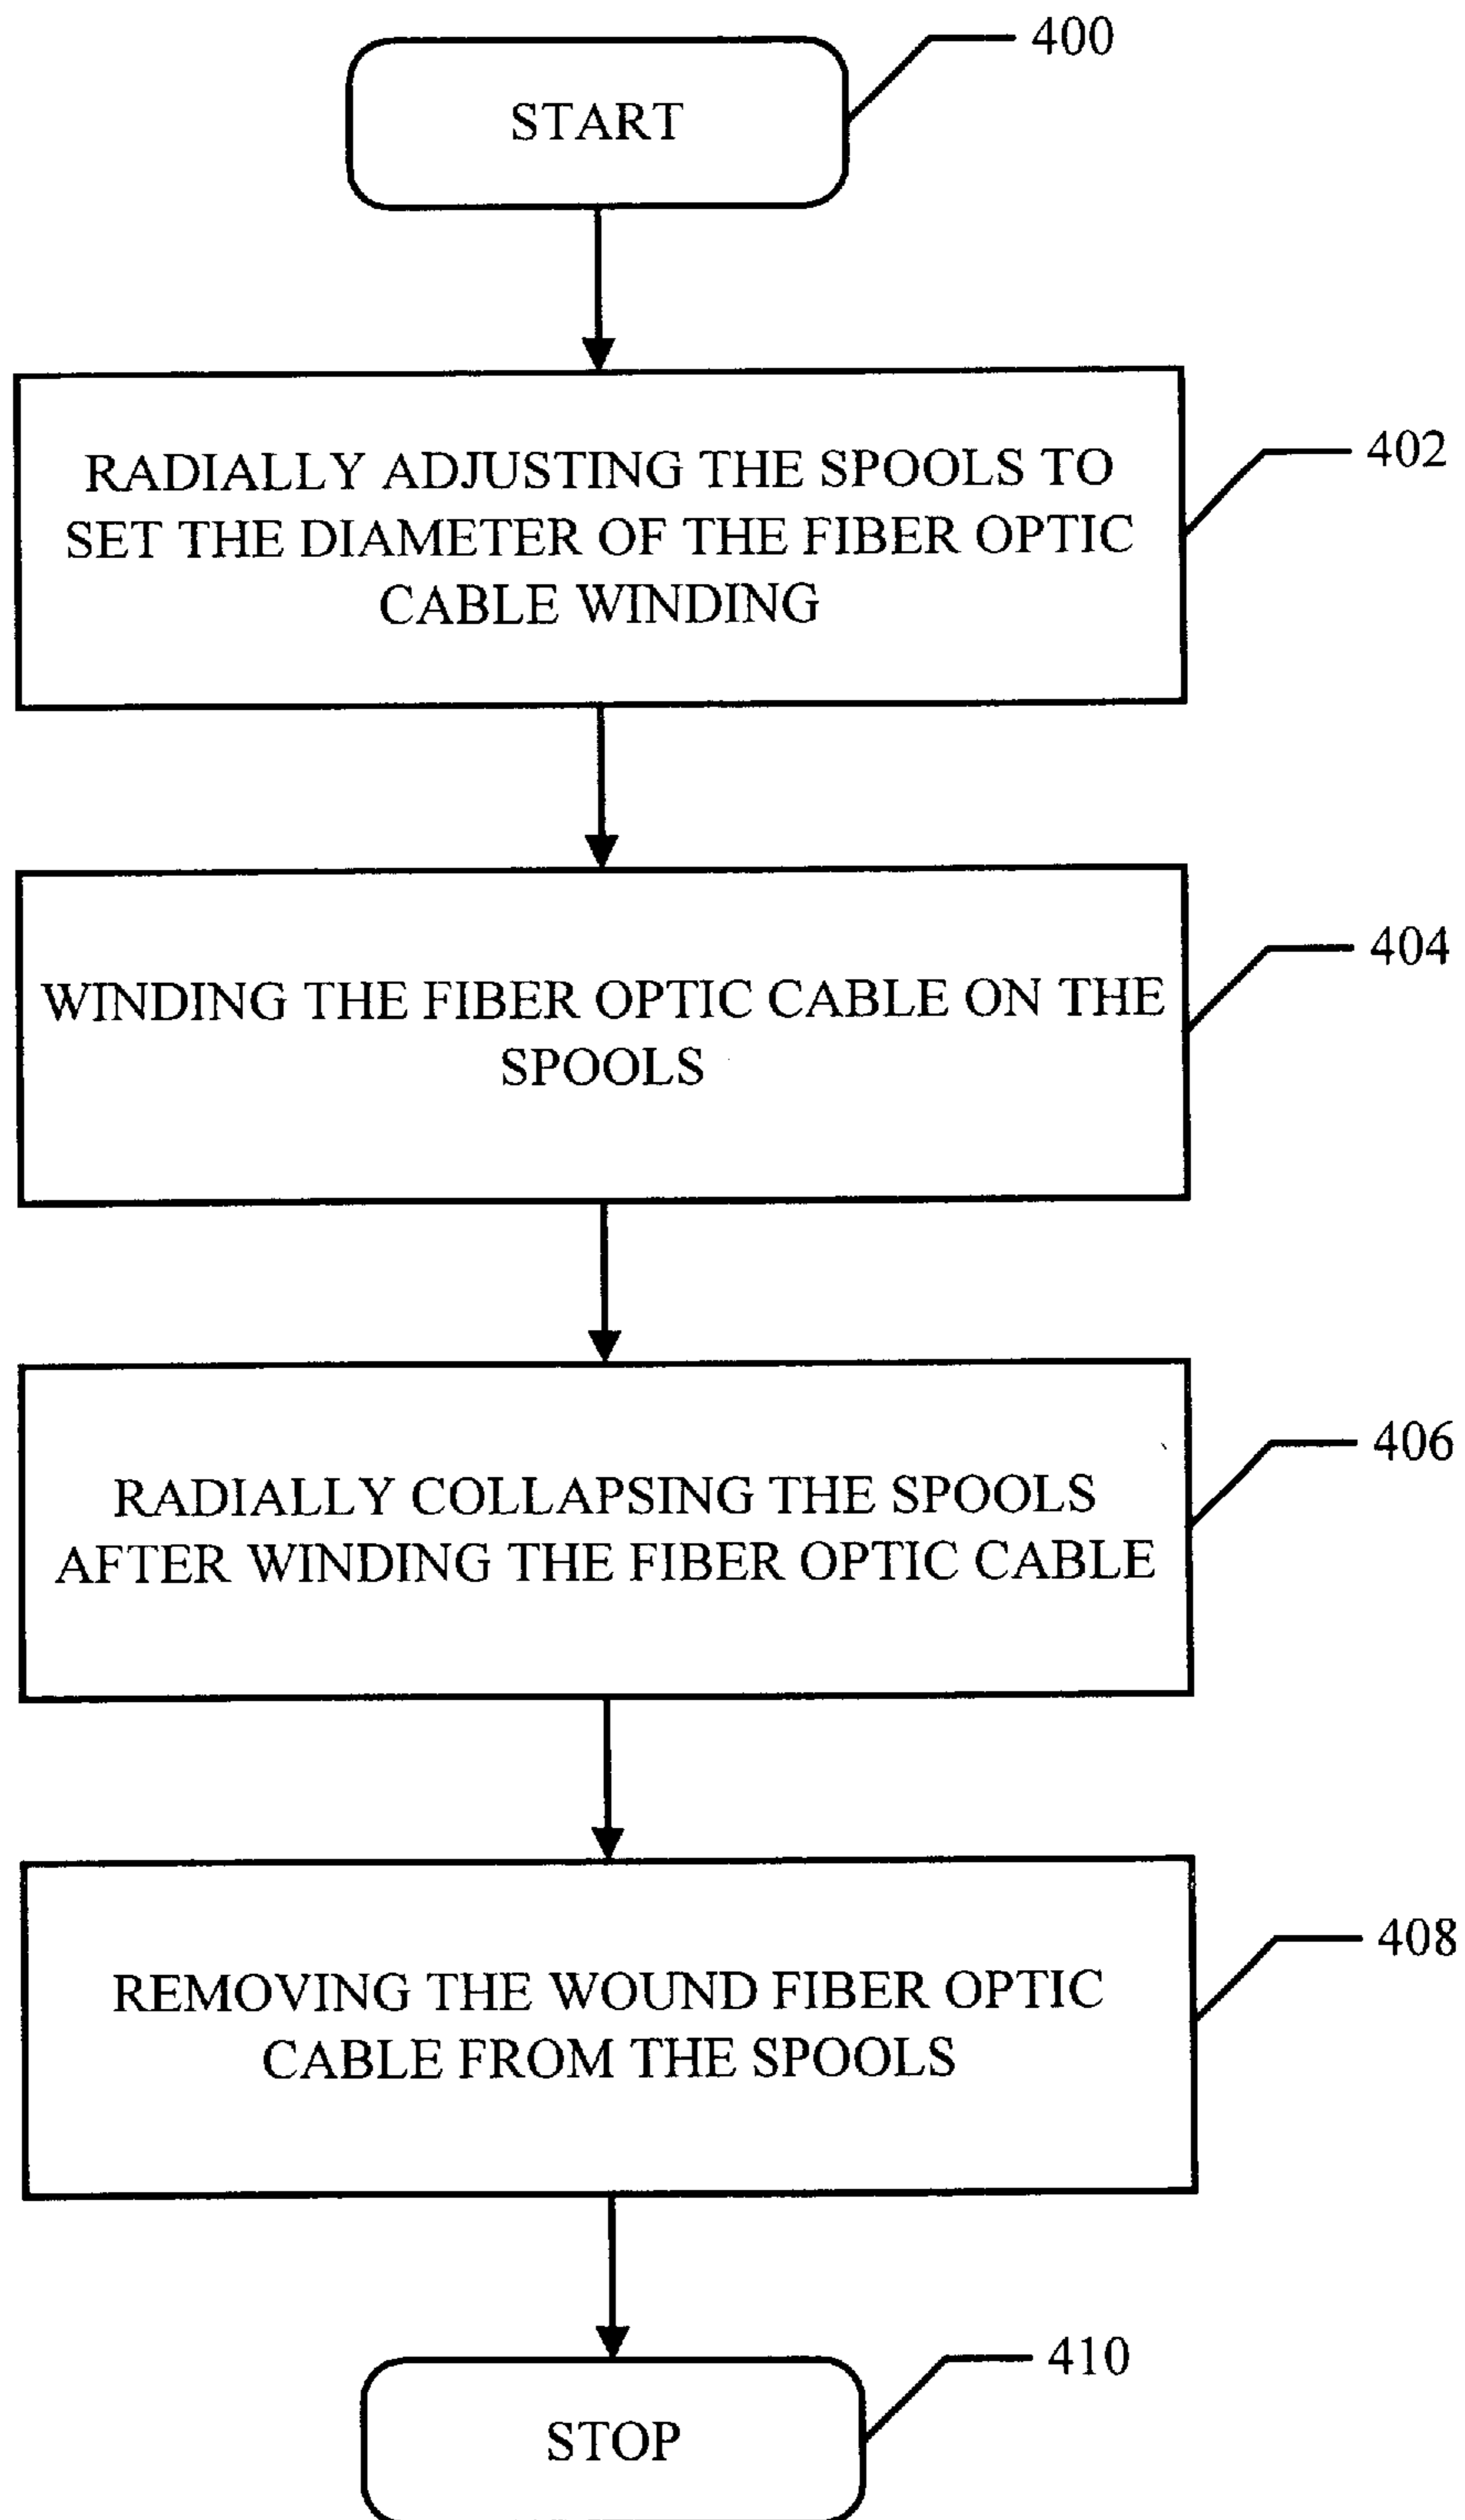 400
START
RADIALLY ADJUSTING THE SPOOLS TO
SET THE DIAMETER OF THE FIBER OPTIC
CABLE WINDING
402
WINDING THE FIBER OPTIC CABLE ON THE
SPOOLS
404
RADIALLY COLLAPSING THE SPOOLS
AFTER WINDING THE FIBER OPTIC CABLE
406
REMOVING THE WOUND FIBER OPTIC
CABLE FROM THE SPOOLS
408
410
STOP